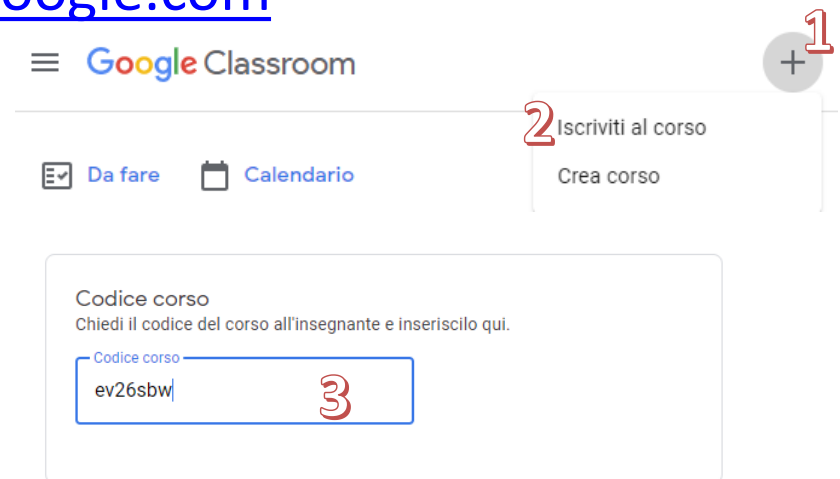 oogle.com
1
Google Classroom
+
2 Iscriviti al corso
Crea corso
Da fare
Calendario
Codice corso
Chiedi il codice del corso all'insegnante e inseriscilo qui.
Codice corso
ev26sbw
3